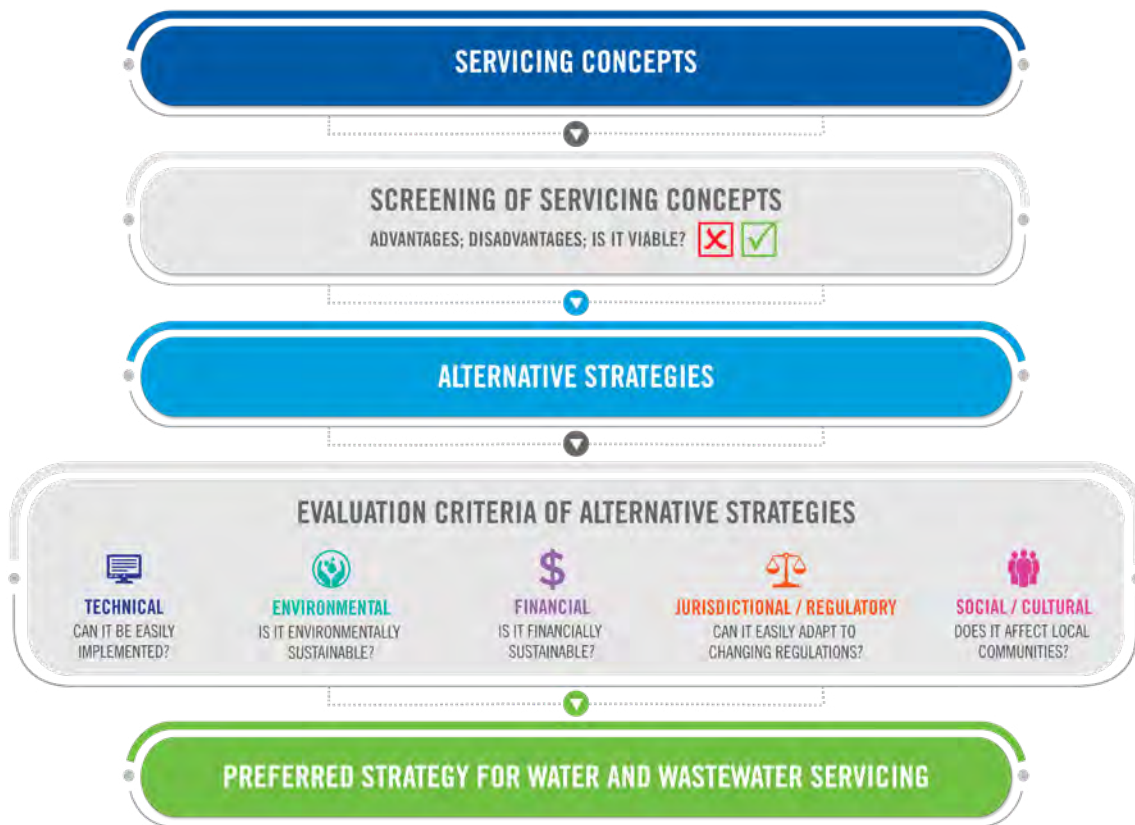 SERVICING CONCEPTS
SCREENING OF SERVICING CONCEPTS
ADVANTAGES; DISADVANTAGES; IS IT VIABLE?
ALTERNATIVE STRATEGIES
EVALUATION CRITERIA OF ALTERNATIVE STRATEGIES
$
TECHNICAL
CAN IT BE EASILY
IMPLEMENTED?
ENVIRONMENTAL
IS IT ENVIRONMENTALLY
SUSTAINABLE?
FINANCIAL
IS IT FINANCIALLY
SUSTAINABLE?
JURISDICTIONAL / REGULATORY
CAN IT EASILY ADAPT TO
CHANGING REGULATIONS?
SOCIAL / CULTURAL
DOES IT AFFECT LOCAL
COMMUNITIES?
PREFERRED STRATEGY FOR WATER AND WASTEWATER SERVICING